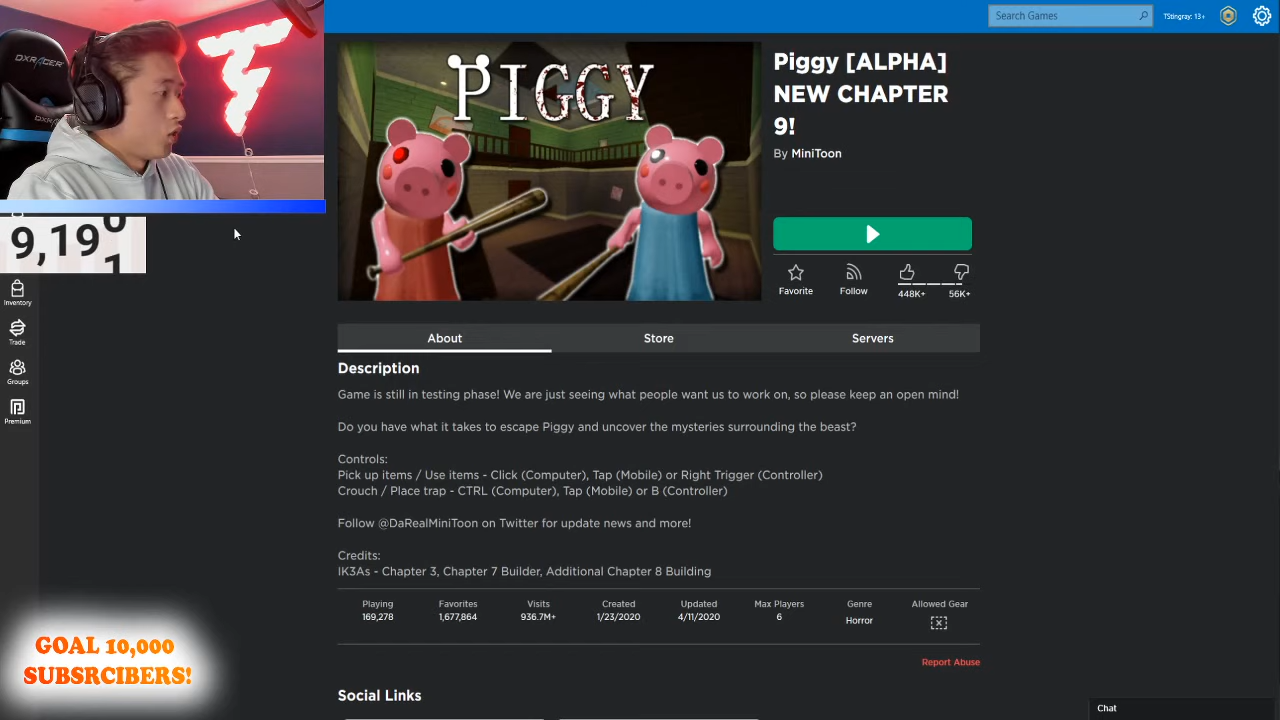 Search Games
TStingray: 13+
DXRACER
PIGGY
Piggy [ALPHA]
NEW CHAPTER
9!
By MiniToon
Favorite
Follow
448K+
56K+
9,19
Inventory
Trade
Groups
Premium
About
Store
Servers
Description
Game is still in testing phase! We are just seeing what people want us to work on, so please keep an open mind!
Do you have what it takes to escape Piggy and uncover the mysteries surrounding the beast?
Controls:
Pick up items / Use items - Click (Computer), Tap (Mobile) or Right Trigger (Controller)
Crouch / Place trap - CTRL (Computer), Tap (Mobile) or B (Controller)
Follow @DaRealMiniToon on Twitter for update news and more!
Credits:
IK3As - Chapter 3, Chapter 7 Builder, Additional Chapter 8 Building
Playing
Favorites
Visits
Created
Updated
Max Players
Genre
Allowed Gear
169,278
1,677,864
936.7M+
1/23/2020
4/11/2020
6
Horror
Report Abuse
GOAL 10,000
SUBSRCIBERS!
Social Links
Chat